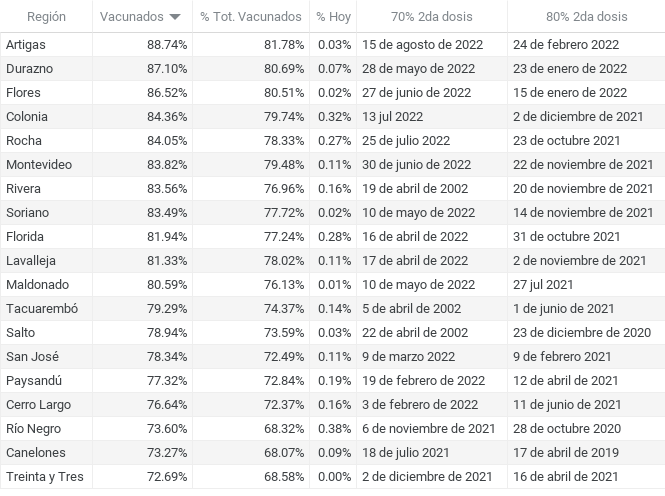 Región Vacunados % Tot. Vacunados % Hoy 70% 2da dosis 80% 2da dosis
Artigas 88.74% 81.78% 0.03% 15 de agosto de 2022 24 de febrero 2022
Durazno 87.10% 80.69% 0.07% 28 de mayo de 2022 23 de enero de 2022
Flores 86.52% 80.51% 0.02% 27 de junio de 2022 15 de enero de 2022
Colonia 84.36% 79.74% 0.32% 13 jul 2022 2 de diciembre de 2021
Rocha 84.05% 78.33% 0.27% 25 de julio 2022 23 de octubre 2021
Montevideo 83.82% 79.48% 0.11% 30 de junio de 2022 22 de noviembre de 2021
Rivera 83.56% 76.96% 0.16% 19 de abril de 2002 20 de noviembre de 2021
Soriano 83.49% 77.72% 0.02% 10 de mayo de 2022 14 de noviembre de 2021
Florida 81.94% 77.24% 0.28% 16 de abril de 2022 31 de octubre 2021
Lavalleja 81.33% 78.02% 0.11% 17 de abril de 2022 2 de noviembre de 2021
Maldonado 80.59% 76.13% 0.01% 10 de mayo de 2022 27 jul 2021
Tacuarembó 79.29% 74.37% 0.14% 5 de abril de 2002 1 de junio de 2021
Salto 78.94% 73.59% 0.03% 22 de abril de 2002 23 de diciembre de 2020
San José 78.34% 72.49% 0.11% 9 de marzo 2022 9 de febrero 2021
Paysandú 77.32% 72.84% 0.19% 19 de febrero de 2022 12 de abril de 2021
Cerro Largo 76.64% 72.37% 0.16% 3 de febrero de 2022 11 de junio de 2021
Río Negro 73.60% 68.32% 0.38% 6 de noviembre de 2021 28 de octubre 2020
Canelones 73.27% 68.07% 0.09% 18 de julio 2021 17 de abril de 2019
Treinta y Tres 72.69% 68.58% 0.00% 2 de diciembre de 2021 16 de abril de 2021